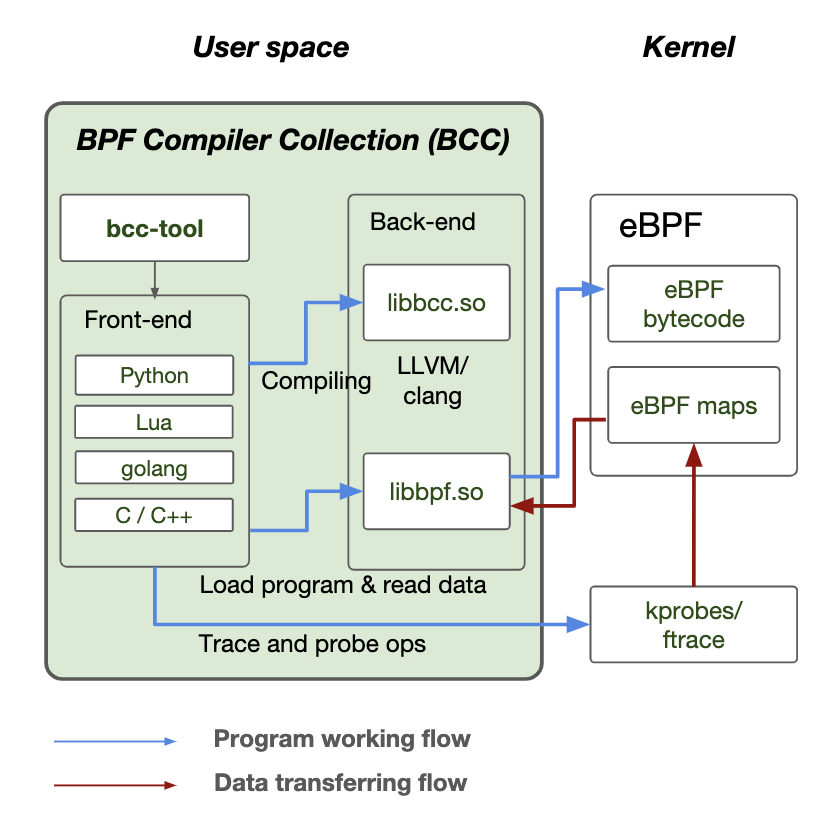 User space
Kernel
BPF Compiler Collection (BCC)
bcc-tool
Front-end
Python
Lua
golang
C / C++
Compiling
Back-end
libbcc.so
LLVM/
clang
libbpf.so
Load program & read data
Trace and probe ops
eBPF
eBPF
bytecode
eBPF maps
kprobes/
ftrace
Program working flow
Data transferring flow